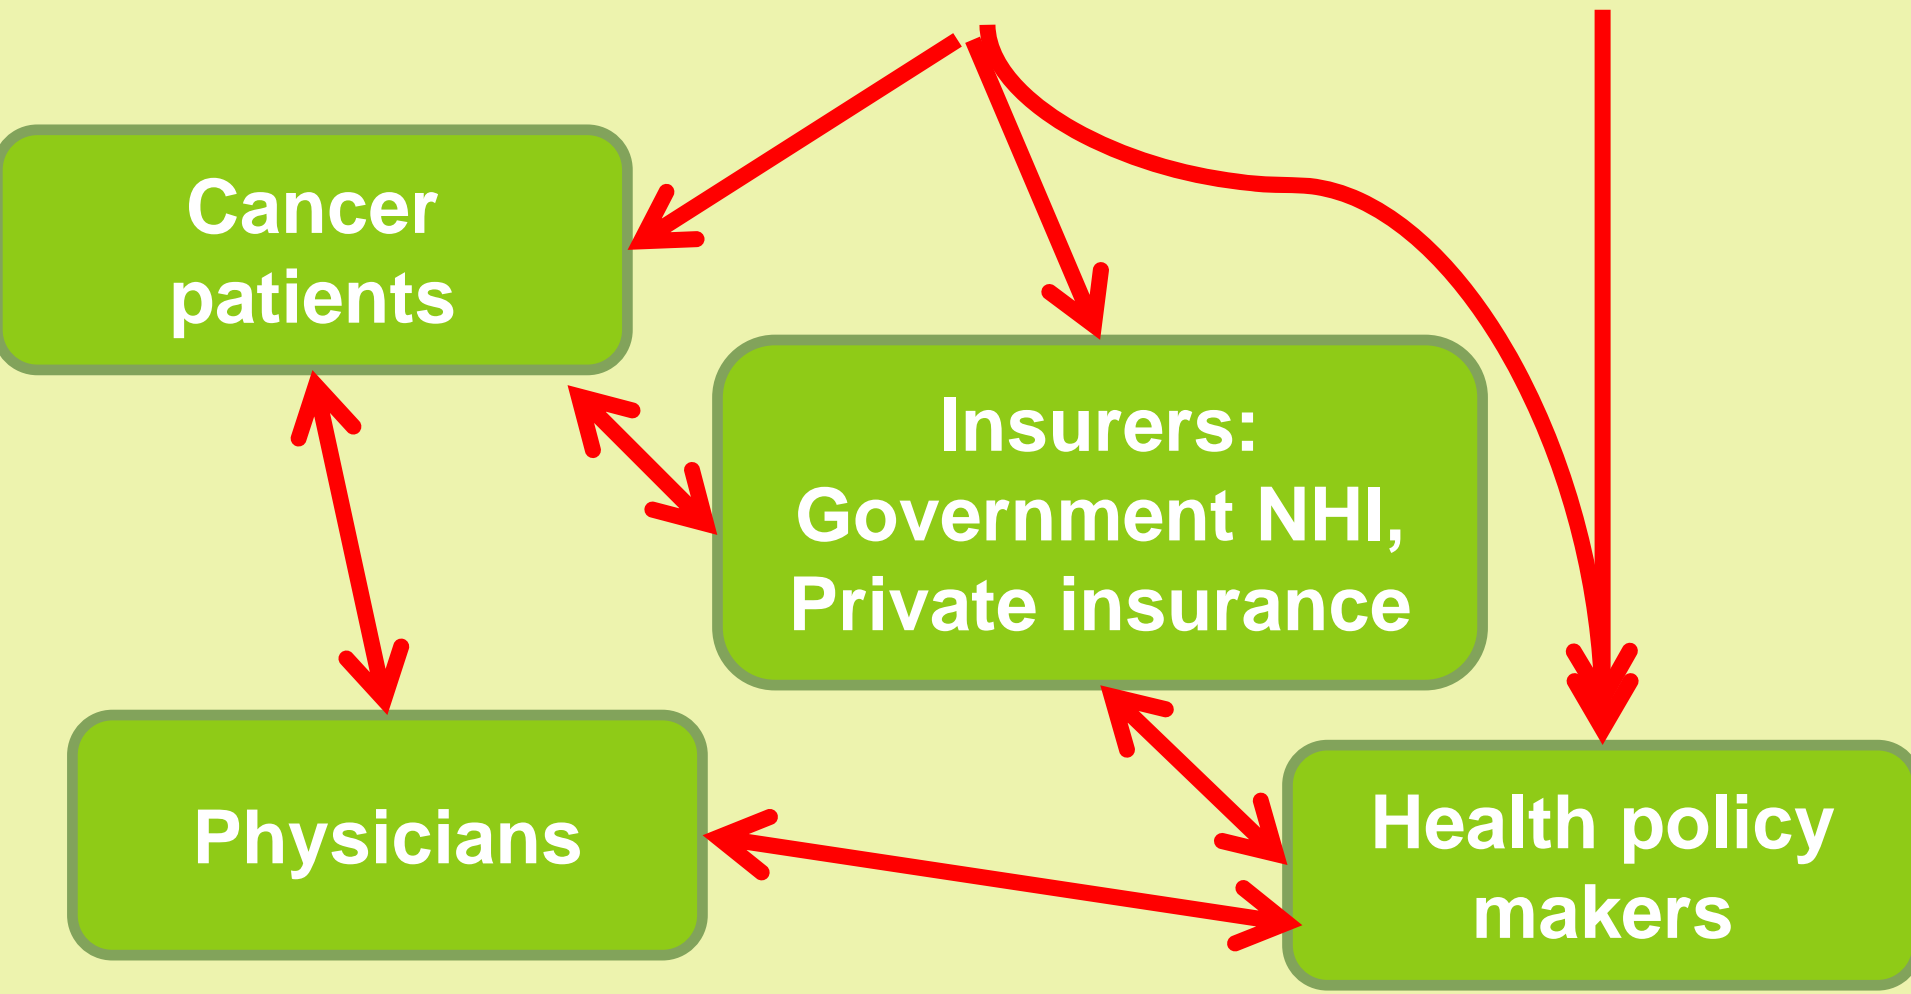 Cancer
patients
Insurers:
Government NHI,
Private insurance
Physicians
Health policy
makers